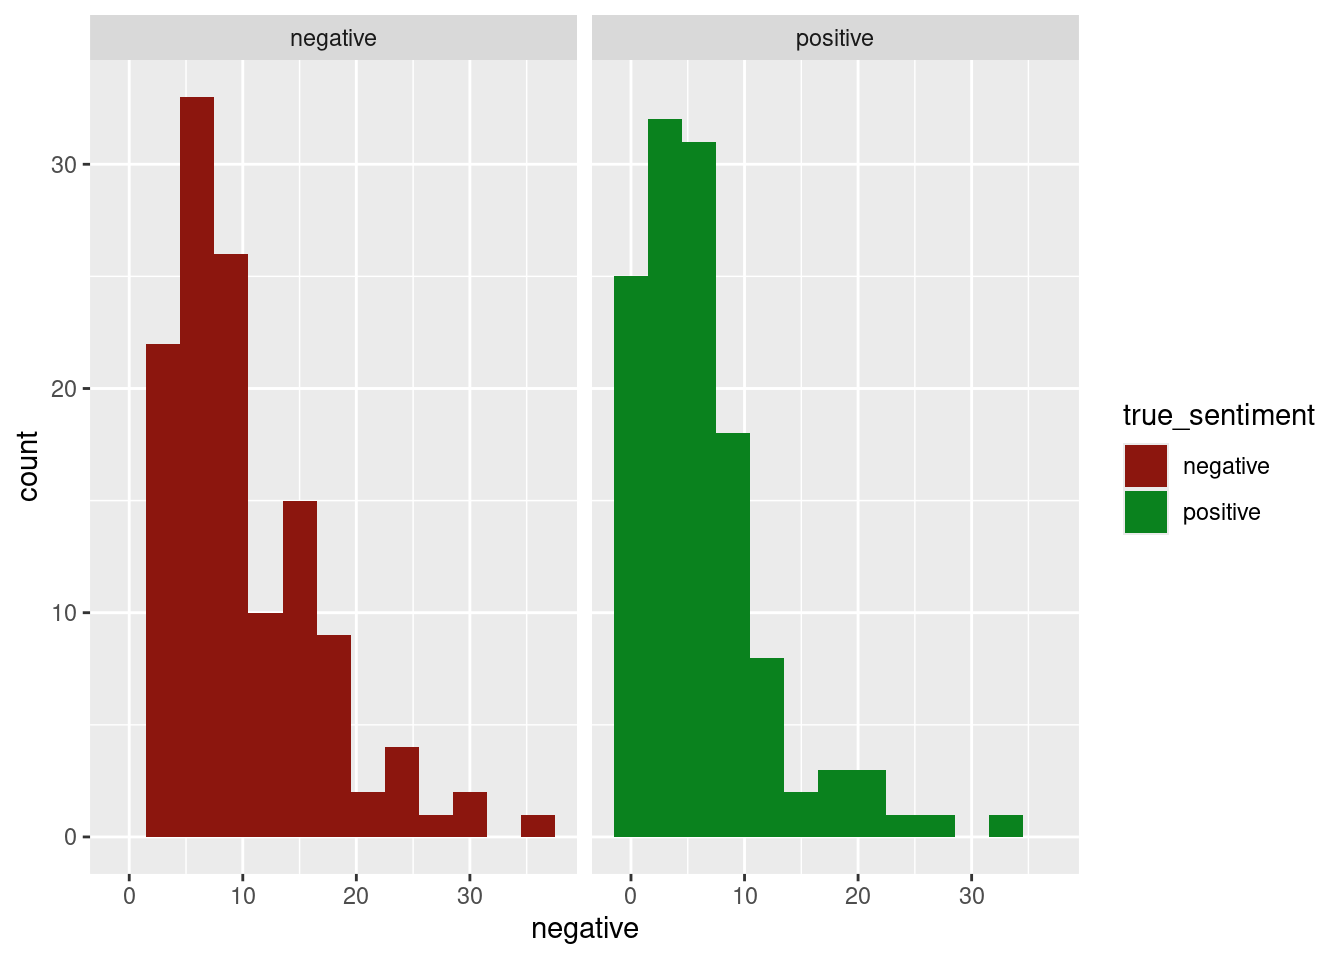 negative
positive
30
20
10
0
count
0 10 20 30
0 10 20 30
negative
true_sentiment
negative
positive